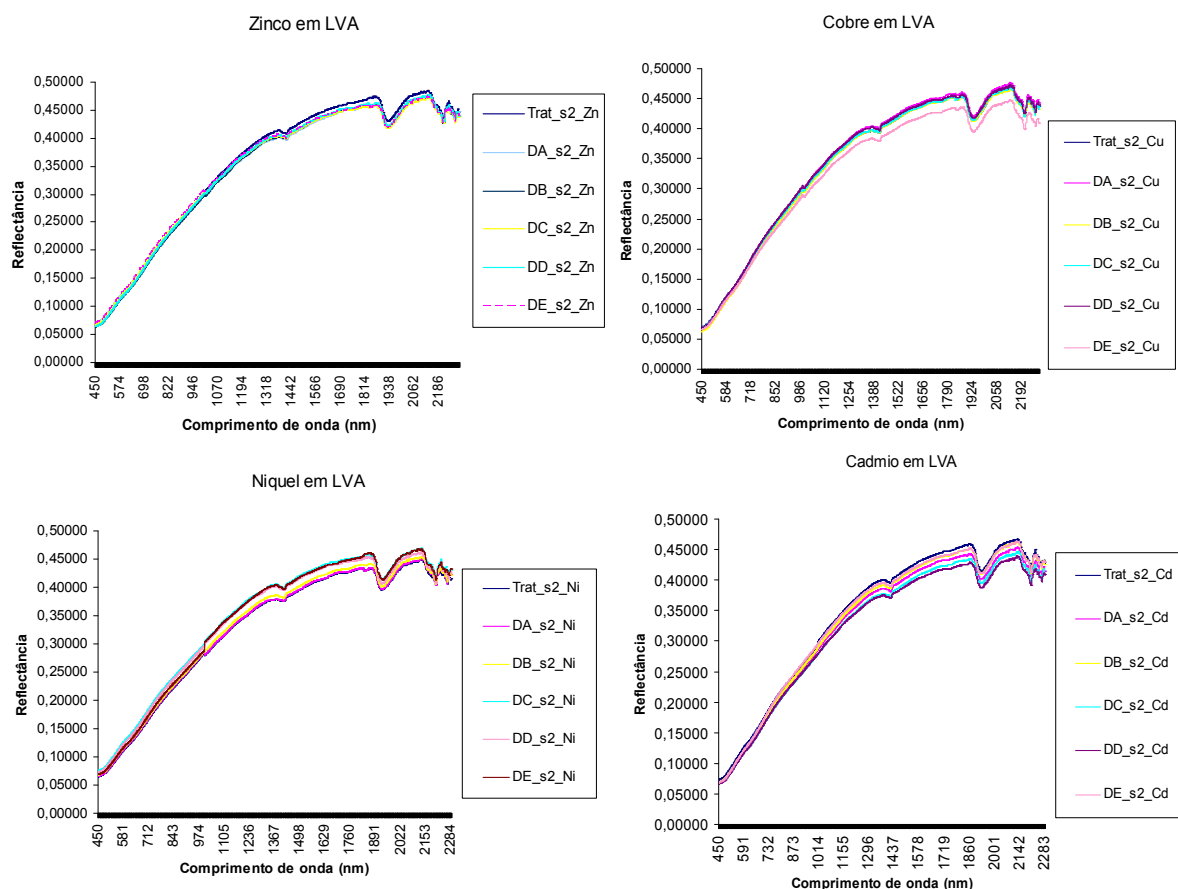 Zinco em LVA
0,50000
0,45000
0,40000
0,35000
0,30000
0,25000
0,20000
0,15000
0,10000
0,05000
0,00000
Reflectância
450 574 698 822 946 1070 1194 1318 1442 1566 1690 1814 1938 2062 2186
Comprimento de onda (nm)
Trat_s2_Zn
DA_s2_Zn
DB_s2_Zn
DC_s2_Zn
DD_s2_Zn
DE_s2_Zn
Cobre em LVA
0,50000
0,45000
0,40000
0,35000
0,30000
0,25000
0,20000
0,15000
0,10000
0,05000
0,00000
Reflectância
450 584 718 852 986 1120 1254 1388 1522 1656 1790 1924 2058 2192
Comprimento de onda (nm)
Trat_s2_Cu
DA_s2_Cu
DB_s2_Cu
DC_s2_Cu
DD_s2_Cu
DE_s2_Cu
Niquel em LVA
0,50000
0,45000
0,40000
0,35000
0,30000
0,25000
0,20000
0,15000
0,10000
0,05000
0,00000
Reflectância
450 581 712 843 974 1105 1236 1367 1498 1629 1760 1891 2022 2153 2284
Comprimento de onda (nm)
Trat_s2_Ni
DA_s2_Ni
DB_s2_Ni
DC_s2_Ni
DD_s2_Ni
DE_s2_Ni
Cadmio em LVA
0,50000
0,45000
0,40000
0,35000
0,30000
0,25000
0,20000
0,15000
0,10000
0,05000
0,00000
Reflectância
450 591 732 873 1014 1155 1296 1437 1578 1719 1860 2001 2142 2283
Comprimento de onda (nm)
Trat_s2_Cd
DA_s2_Cd
DB_s2_Cd
DC_s2_Cd
DD_s2_Cd
DE_s2_Cd